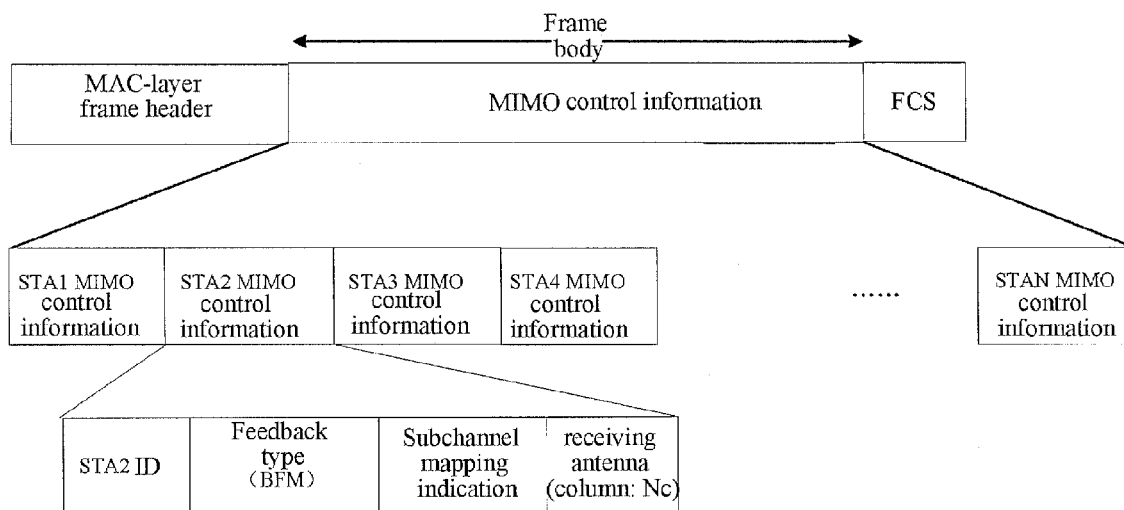 Frame
body
MAC-layer
frame header
MIMO control information
FCS
STA1 MIMO
control
information
STA2 MIMO
control
information
STA3 MIMO
control
information
STA4 MIMO
control
information
······
STAN MIMO
control
information
STA2 ID
Feedback
type
(BFM)
Subchannel
mapping
indication
receiving
antenna
(column: Nc)